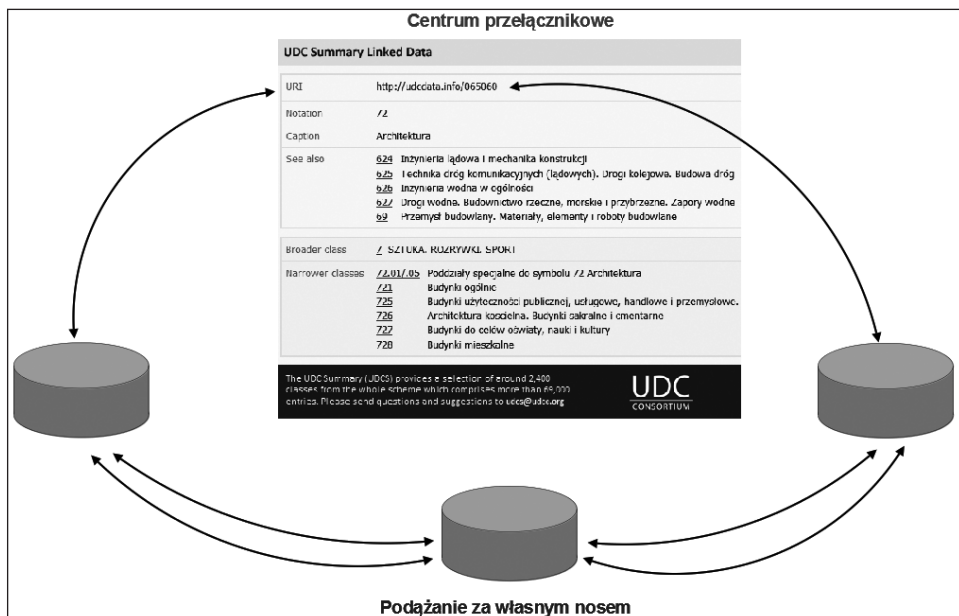 Centrum przełącznikowe
UDC Summary Linked Data
URI http://udcdata.info/065060
Notation 72
Caption Architektura
See also 624 Inżynieria lądowa i mechanika konstrukcji
625 Technika dróg komunikacyjnych (lądowych). Drogi kolejowe. Budowa dróg
626 Inżynieria wodna w ogólności
627 Drogi wodne. Budownictwo rzeczne, morskie i przybrzeżne. Zapory wodne
69 Przemysł budowlany. Materiały, elementy i roboty budowlane
Broader class 7 SZTUKA. ROZRYWKI. SPORT
Narrower classes 72.01/.05 Poddziały specjalne do symbolu 72 Architektura
721 Budynki ogólnie
725 Budynki użyteczności publicznej, usługowe, handlowe i przemysłowe.
726 Architektura kościelna. Budynki sakralne i cmentarne
727 Budynki do celów oświaty, nauki i kultury
728 Budynki mieszkalne
The UDC Summary (UDCS) provides a selection of around 2,400
classes from the whole scheme which comprises more than 69,000
entries. Please send questions and suggestions to udcs@udcc.org
UDC
CONSORTIUM
Podążanie za własnym nosem